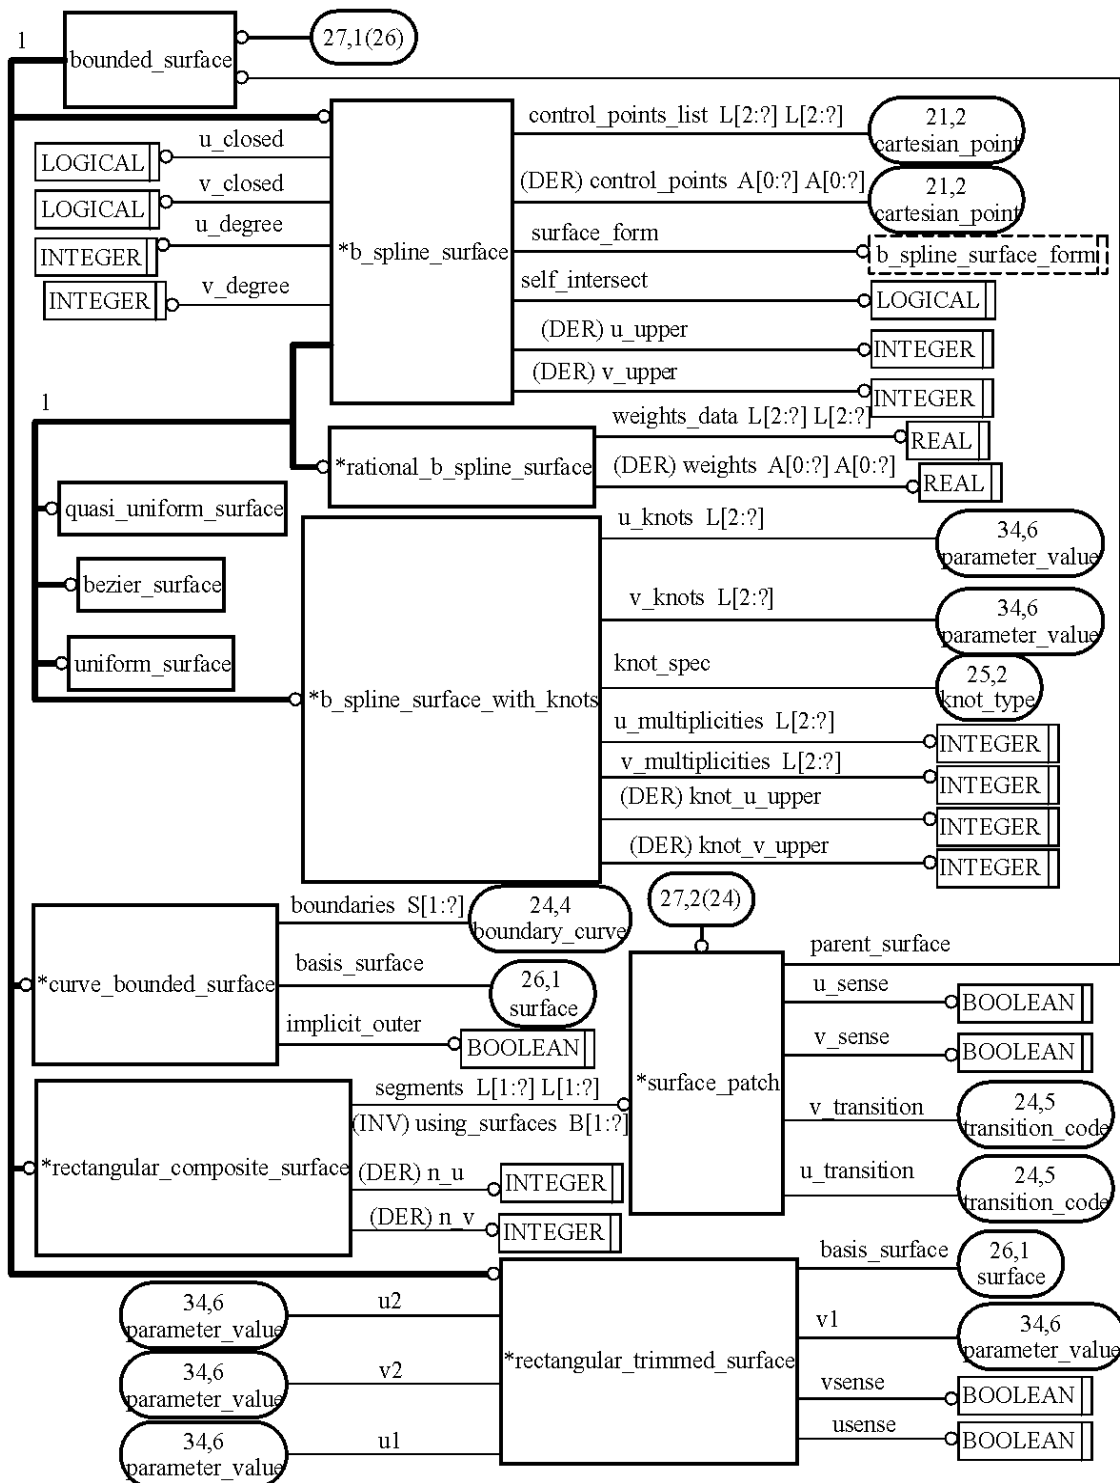 1
bounded_surface
27,1(26)
control_points_list L[2:?] L[2:?]
21,2
cartesian_point
u_closed
LOGICAL
v_closed
LOGICAL
u_degree
INTEGER
v_degree
INTEGER
*b_spline_surface
(DER) control_points A[0:?] A[0:?]
21,2
cartesian_point
surface_form
b_spline_surface_form
self_intersect
LOGICAL
(DER) u_upper
INTEGER
(DER) v_upper
INTEGER
1
*rational_b_spline_surface
weights_data L[2:?] L[2:?]
REAL
(DER) weights A[0:?] A[0:?]
REAL
quasi_uniform_surface
bezier_surface
uniform_surface
*b_spline_surface_with_knots
u_knots L[2:?]
34,6
parameter_value
v_knots L[2:?]
34,6
parameter_value
knot_spec
25,2
knot_type
u_multiplicities L[2:?]
INTEGER
v_multiplicities L[2:?]
INTEGER
(DER) knot_u_upper
INTEGER
(DER) knot_v_upper
INTEGER
*curve_bounded_surface
boundaries S[1:?]
24,4
boundary_curve
basis_surface
26,1
surface
implicit_outer
BOOLEAN
27,2(24)
*surface_patch
parent_surface
u_sense
BOOLEAN
v_sense
BOOLEAN
v_transition
24,5
transition_code
u_transition
24,5
transition_code
*rectangular_composite_surface
segments L[1:?] L[1:?]
(INV) using_surfaces B[1:?]
(DER) n_u
INTEGER
(DER) n_v
INTEGER
*rectangular_trimmed_surface
basis_surface
26,1
surface
34,6
parameter_value
u2
v1
34,6
parameter_value
34,6
parameter_value
v2
vsense
BOOLEAN
34,6
parameter_value
u1
usense
BOOLEAN